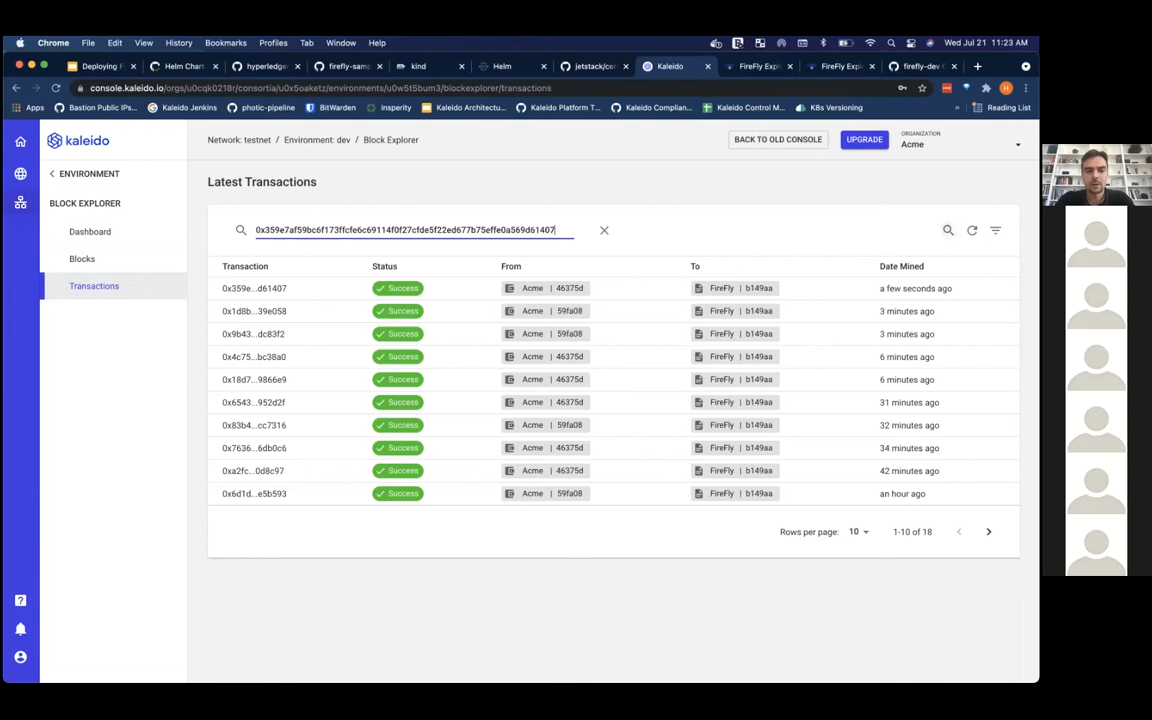 Chrome File Edit View History Bookmarks Profiles Tab Window Help Wed Jul 21 11:23 AM
Deploying F Helm Chart hyperledge firefly-sam kind Helm jetstack/cer Kaleido FireFly Expl FireFly Expl firefly-dev C
console.kaleido.io/orgs/u0cqk0218r/consortia/u0x5oaketz/environments/u0w5t5bum3/blockexplorer/transactions
Apps Bastion Public IPs... Kaleido Jenkins photic-pipeline BitWarden Insperity Kaleido Architectu... Kaleido Platform T... Kaleido Complian... Kaleido Control M... K8s Versioning » Reading List
kaleido
Network: testnet / Environment: dev / Block Explorer
BACK TO OLD CONSOLE
UPGRADE
ORGANIZATION
Acme
ENVIRONMENT
BLOCK EXPLORER
Dashboard
Blocks
Transactions
Latest Transactions
0x359e7af59bc6f173ffcfe6c69114f0f27cfde5f22ed677b75effe0a569d61407
Transaction Status From To Date Mined
0x359e...d61407 Success Acme | 46375d FireFly | b149aa a few seconds ago
0x1d8b...39e058 Success Acme | 59fa08 FireFly | b149aa 3 minutes ago
0x9b43...dc83f2 Success Acme | 59fa08 FireFly | b149aa 3 minutes ago
0x4c75...bc38a0 Success Acme | 46375d FireFly | b149aa 6 minutes ago
0x18d7...9866e9 Success Acme | 46375d FireFly | b149aa 6 minutes ago
0x6543...952d2f Success Acme | 46375d FireFly | b149aa 31 minutes ago
0x83b4...cc7316 Success Acme | 59fa08 FireFly | b149aa 32 minutes ago
0x7636...6db0c6 Success Acme | 46375d FireFly | b149aa 34 minutes ago
0xa2fc...0d8c97 Success Acme | 46375d FireFly | b149aa 42 minutes ago
0x6d1d...e5b593 Success Acme | 59fa08 FireFly | b149aa an hour ago
Rows per page: 10 1-10 of 18